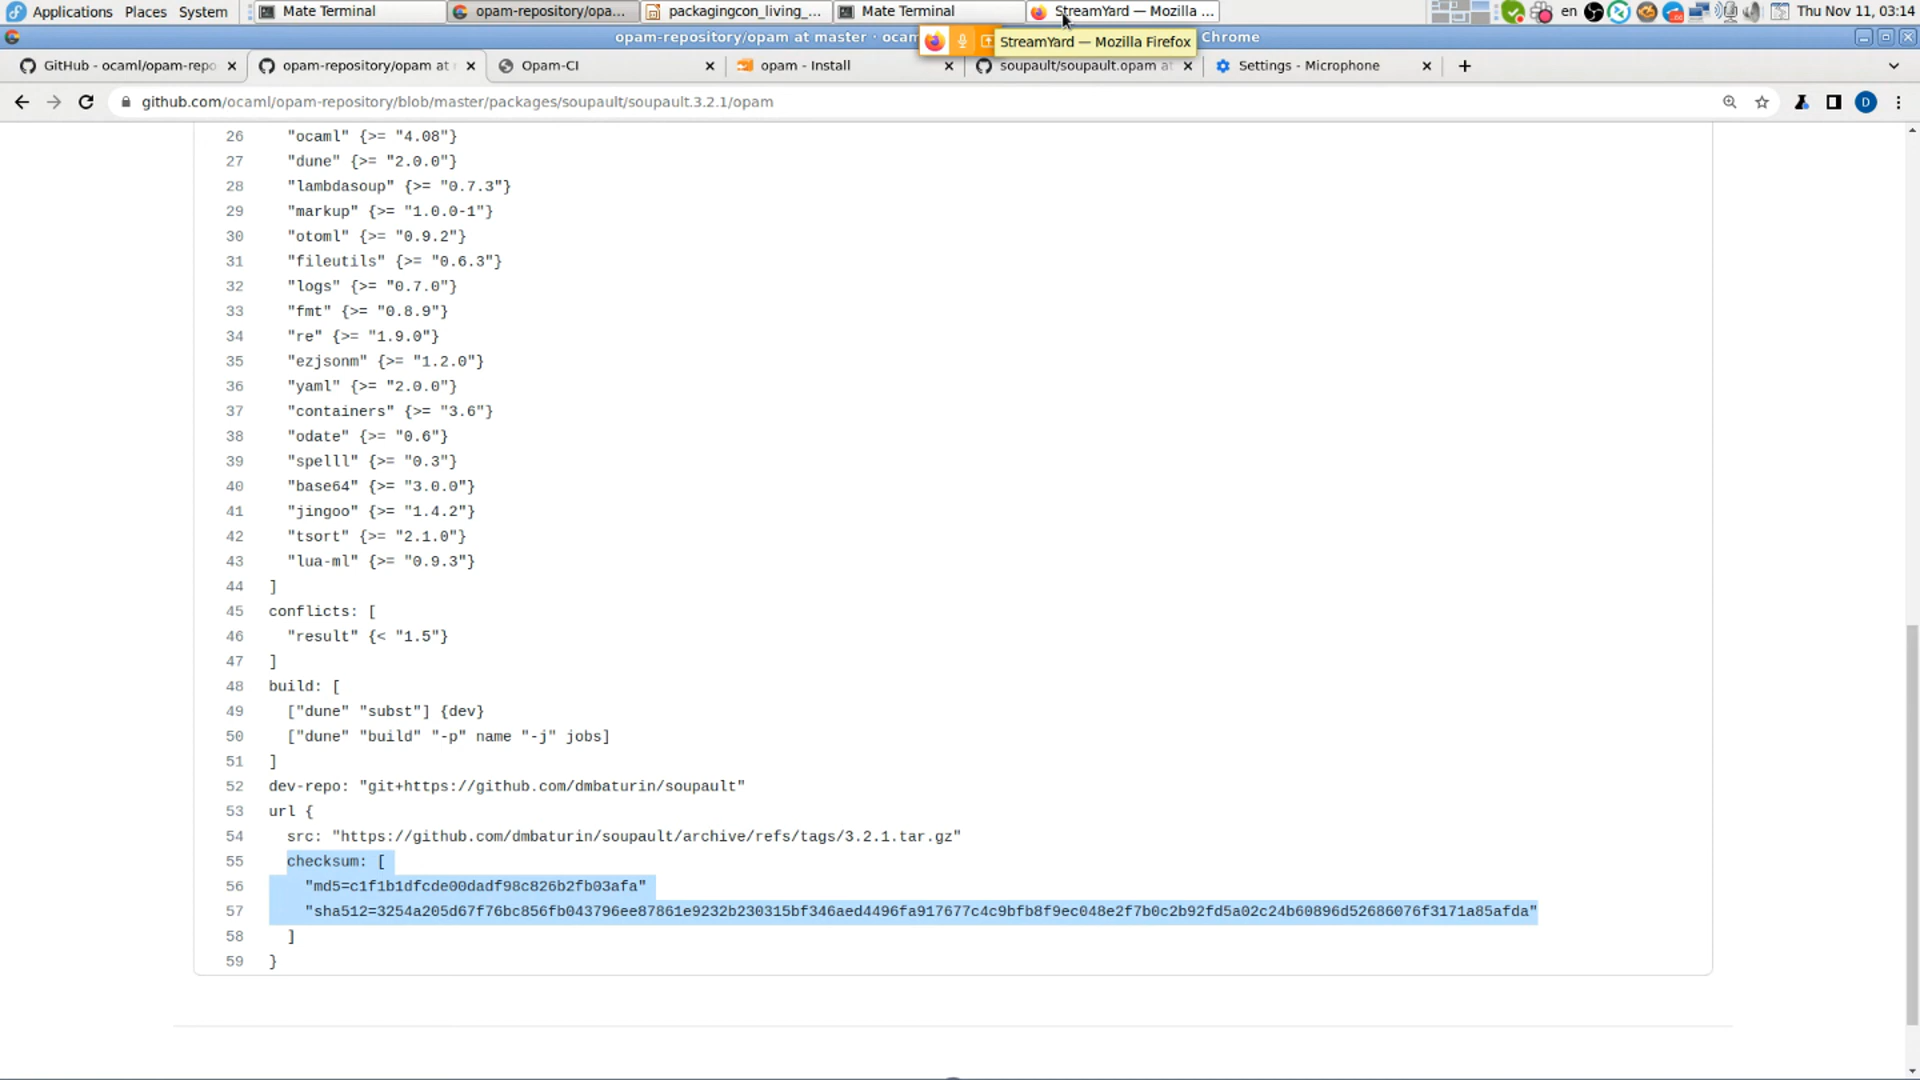 Applications Places System Mate Terminal opam-repository/opa... packagingcon_living_... Mate Terminal StreamYard — Mozilla ... en Thu Nov 11, 03:14
opam-repository/opam at master · ocam Chrome
StreamYard — Mozilla Firefox
GitHub - ocaml/opam-repo opam-repository/opam at Opam-CI opam - Install soupault/soupault.opam at Settings - Microphone
github.com/ocaml/opam-repository/blob/master/packages/soupault/soupault.3.2.1/opam D
26 "ocaml" {>= "4.08"}
27 "dune" {>= "2.0.0"}
28 "lambdasoup" {>= "0.7.3"}
29 "markup" {>= "1.0.0-1"}
30 "otoml" {>= "0.9.2"}
31 "fileutils" {>= "0.6.3"}
32 "logs" {>= "0.7.0"}
33 "fmt" {>= "0.8.9"}
34 "re" {>= "1.9.0"}
35 "ezjsonm" {>= "1.2.0"}
36 "yaml" {>= "2.0.0"}
37 "containers" {>= "3.6"}
38 "odate" {>= "0.6"}
39 "spelll" {>= "0.3"}
40 "base64" {>= "3.0.0"}
41 "jingoo" {>= "1.4.2"}
42 "tsort" {>= "2.1.0"}
43 "lua-ml" {>= "0.9.3"}
44 ]
45 conflicts: [
46 "result" {< "1.5"}
47 ]
48 build: [
49 ["dune" "subst"] {dev}
50 ["dune" "build" "-p" name "-j" jobs]
51 ]
52 dev-repo: "git+https://github.com/dmbaturin/soupault"
53 url {
54 src: "https://github.com/dmbaturin/soupault/archive/refs/tags/3.2.1.tar.gz"
55 checksum: [
56 "md5=c1f1b1dfcde00dadf98c826b2fb03afa"
57 "sha512=3254a205d67f76bc856fb043796ee87861e9232b230315bf346aed4496fa917677c4c9bfb8f9ec048e2f7b0c2b92fd5a02c24b60896d52686076f3171a85afda"
58 ]
59 }